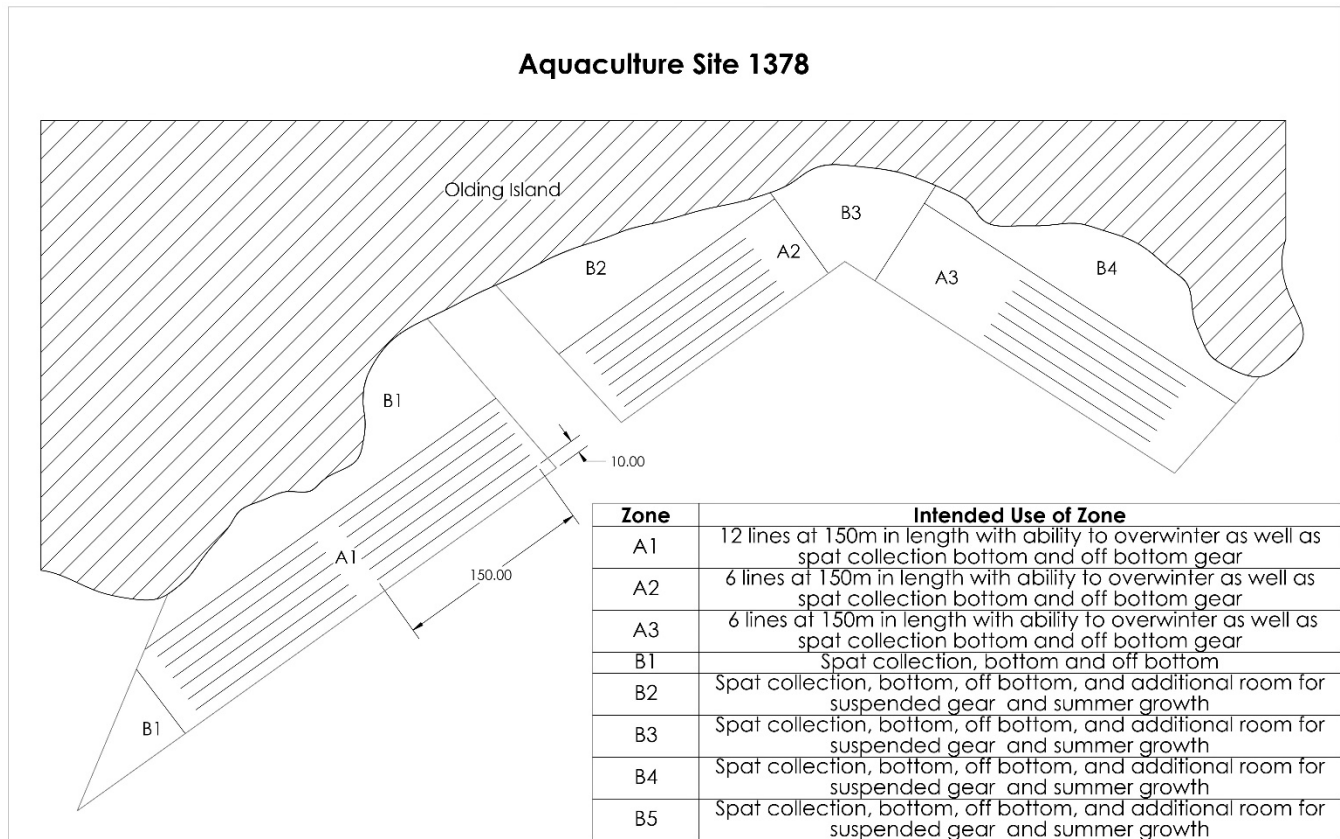 Aquaculture Site 1378
Olding Island
B3
A2
B2
B4
A3
B1
10.00
A1
150.00
B1
Zone Intended Use of Zone
A1 12 lines at 150m in length with ability to overwinter as well as
spat collection bottom and off bottom gear
A2 6 lines at 150m in length with ability to overwinter as well as
spat collection bottom and off bottom gear
A3 6 lines at 150m in length with ability to overwinter as well as
spat collection bottom and off bottom gear
B1 Spat collection, bottom and off bottom
B2 Spat collection, bottom, off bottom, and additional room for
suspended gear and summer growth
B3 Spat collection, bottom, off bottom, and additional room for
suspended gear and summer growth
B4 Spat collection, bottom, off bottom, and additional room for
suspended gear and summer growth
B5 Spat collection, bottom, off bottom, and additional room for
suspended gear and summer growth